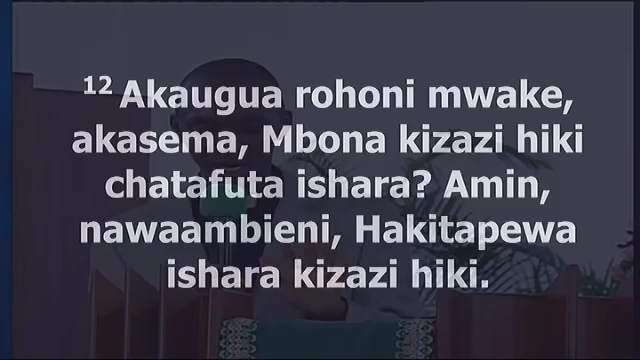 12 Akaugua rohoni mwake,
akasema, Mbona kizazi hiki
chatafuta ishara? Amin,
nawaambieni, Hakitapewa
ishara kizazi hiki.